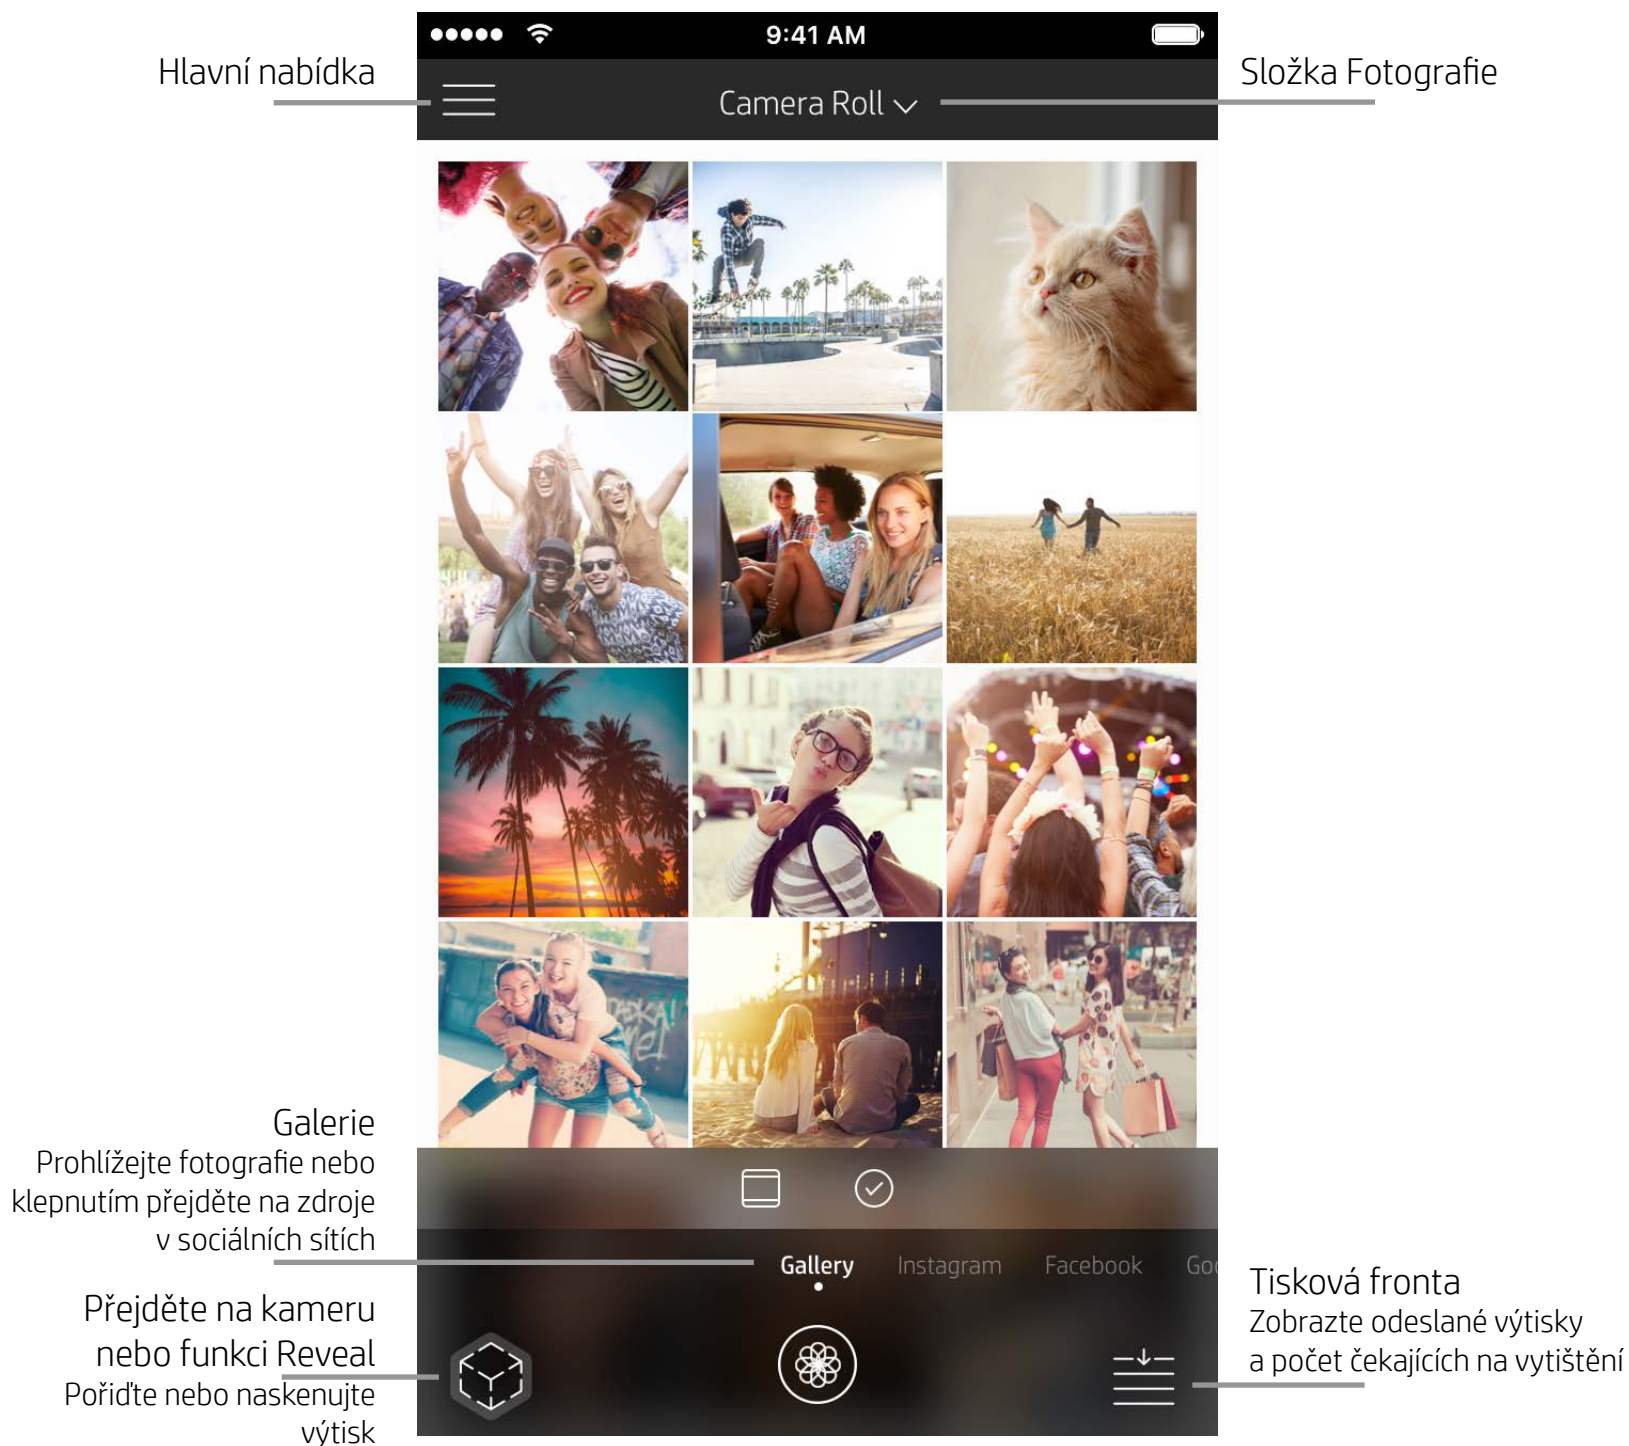 9:41 AM
Hlavní nabídka
Camera Roll
Složka Fotografie
Galerie
Prohlížejte fotografie nebo
klepnutím přejděte na zdroje
v sociálních sítích
Gallery Instagram Facebook Goo
Přejděte na kameru
nebo funkci Reveal
Pořiďte nebo naskenujte
výtisk
Tisková fronta
Zobrazte odeslané výtisky
a počet čekajících na vytištění